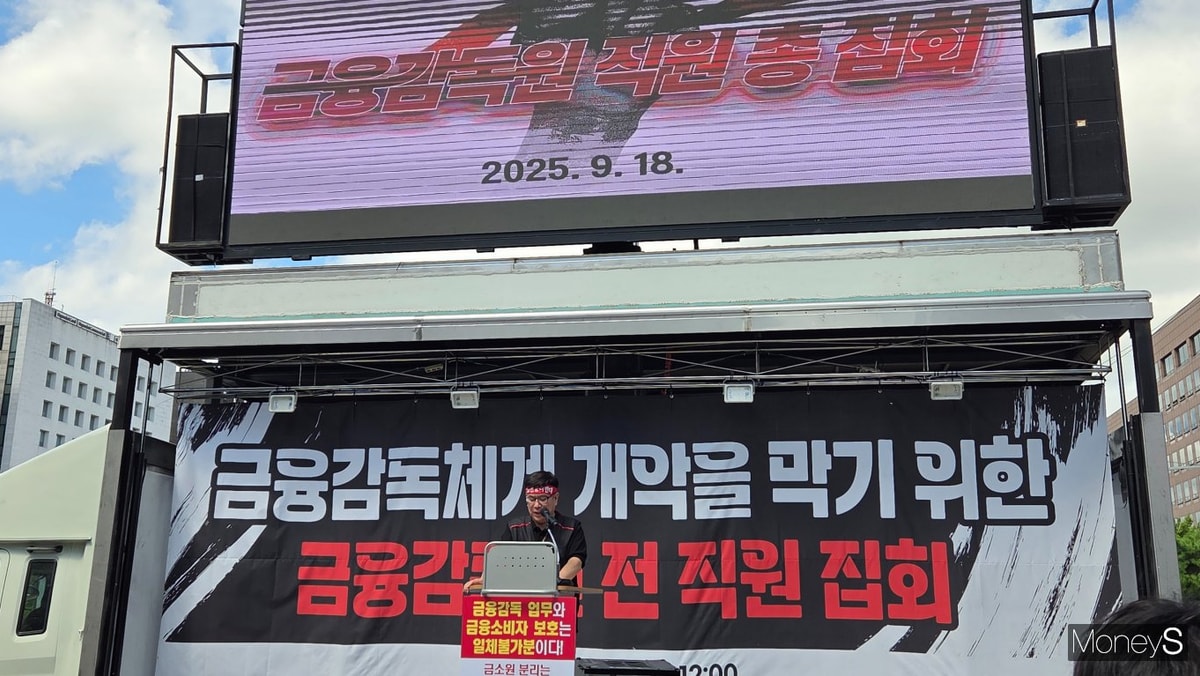 금융감독원 직원 총 집회
2025. 9. 18.
금융감독체계 개악을 막기 위한
금융감 전 직원 집회
금융감독 업무와
금융소비자 보호는
일체불가분이다!
금소원 분리는
12:00
MoneyS